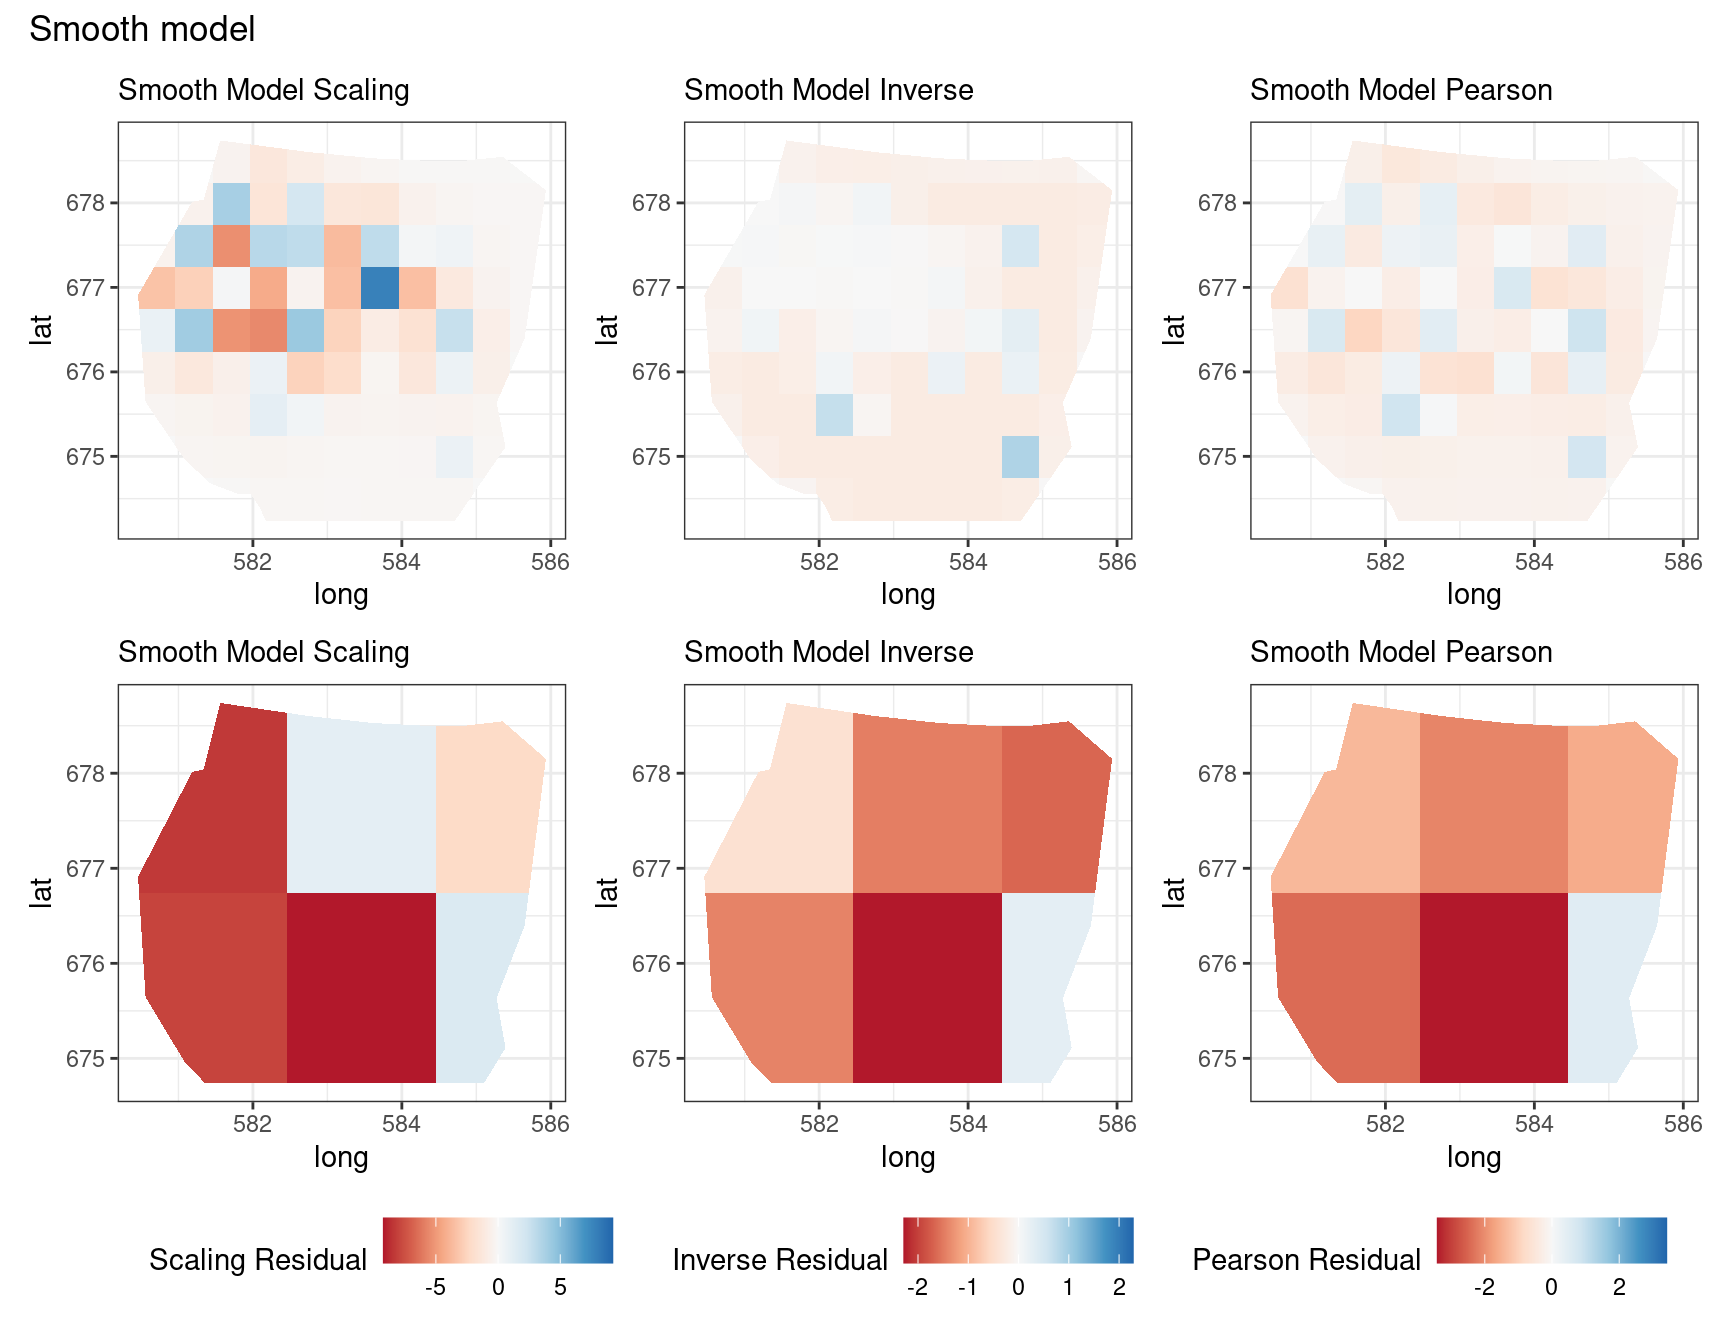 Smooth model
Smooth Model Scaling
Smooth Model Inverse
Smooth Model Pearson
678
677
676
675
lat
582
584
586
long
678
677
676
675
lat
582
584
586
long
678
677
676
675
lat
582
584
586
long
Smooth Model Scaling
Smooth Model Inverse
Smooth Model Pearson
678
677
676
675
lat
582
584
586
long
678
677
676
675
lat
582
584
586
long
678
677
676
675
lat
582
584
586
long
Scaling Residual
-5
0
5
Inverse Residual
-2
-1
0
1
2
Pearson Residual
-2
0
2